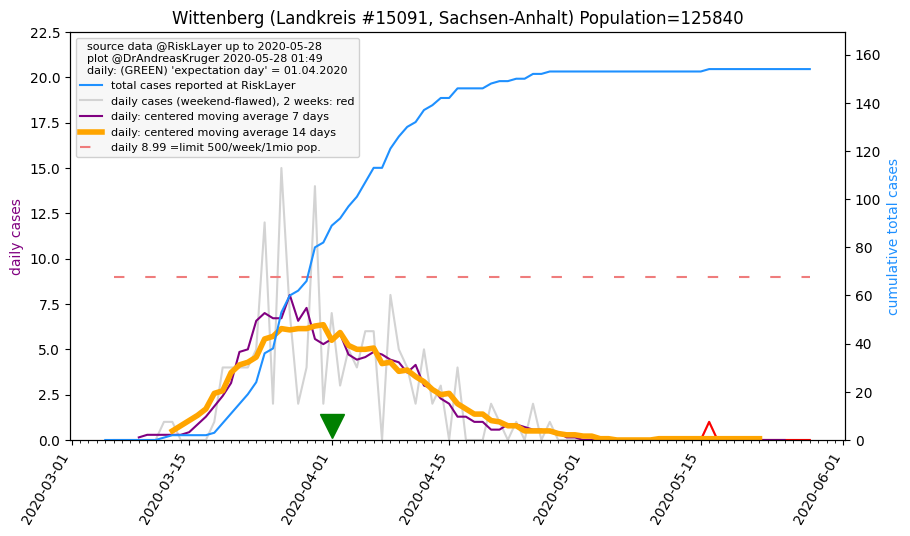 Wittenberg (Landkreis #15091, Sachsen-Anhalt) Population=125840
source data @RiskLayer up to 2020-05-28
plot @DrAndreasKruger 2020-05-28 01:49
daily: (GREEN) 'expectation day' = 01.04.2020
total cases reported at RiskLayer
daily cases (weekend-flawed), 2 weeks: red
daily: centered moving average 7 days
daily: centered moving average 14 days
daily 8.99 =limit 500/week/1mio pop.
daily cases
22.5
20.0
17.5
15.0
12.5
10.0
7.5
5.0
2.5
0.0
cumulative total cases
160
140
120
100
80
60
40
20
0
2020-03-01
2020-03-15
2020-04-01
2020-04-15
2020-05-01
2020-05-15
2020-06-01